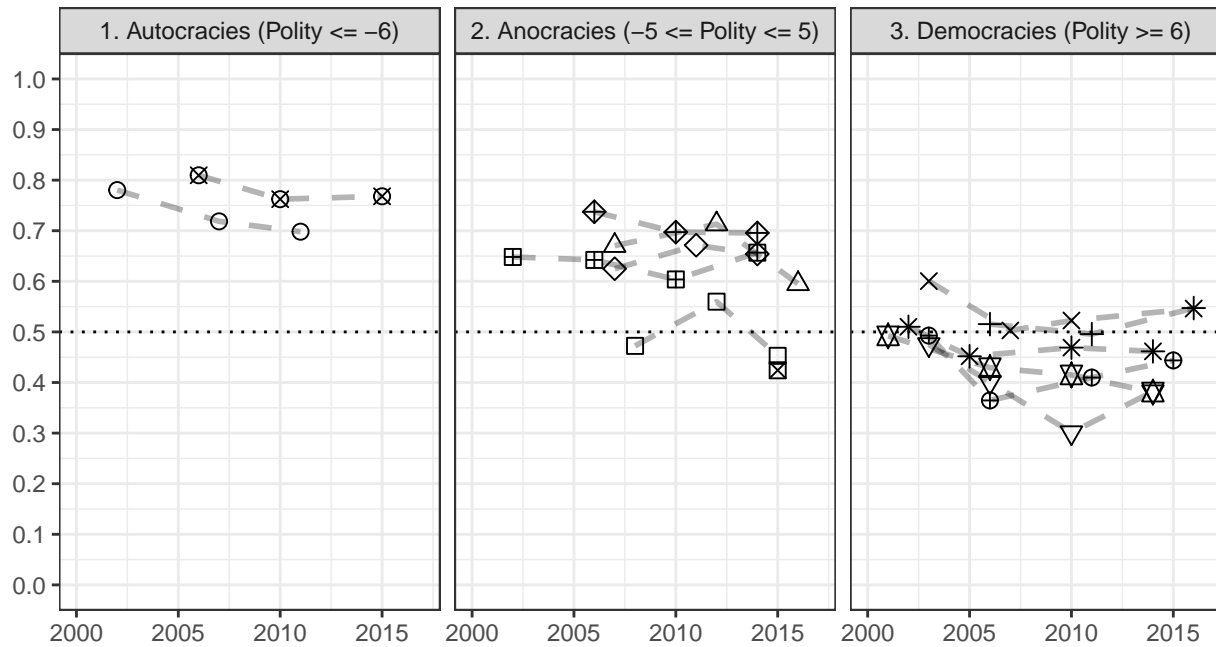 1. Autocracies (Polity <= −6)
2. Anocracies (−5 <= Polity <= 5)
3. Democracies (Polity >= 6)
1.0
0.9
0.8
0.7
0.6
0.5
0.4
0.3
0.2
0.1
0.0
2000 2005 2010 2015
2000 2005 2010 2015
2000 2005 2010 2015